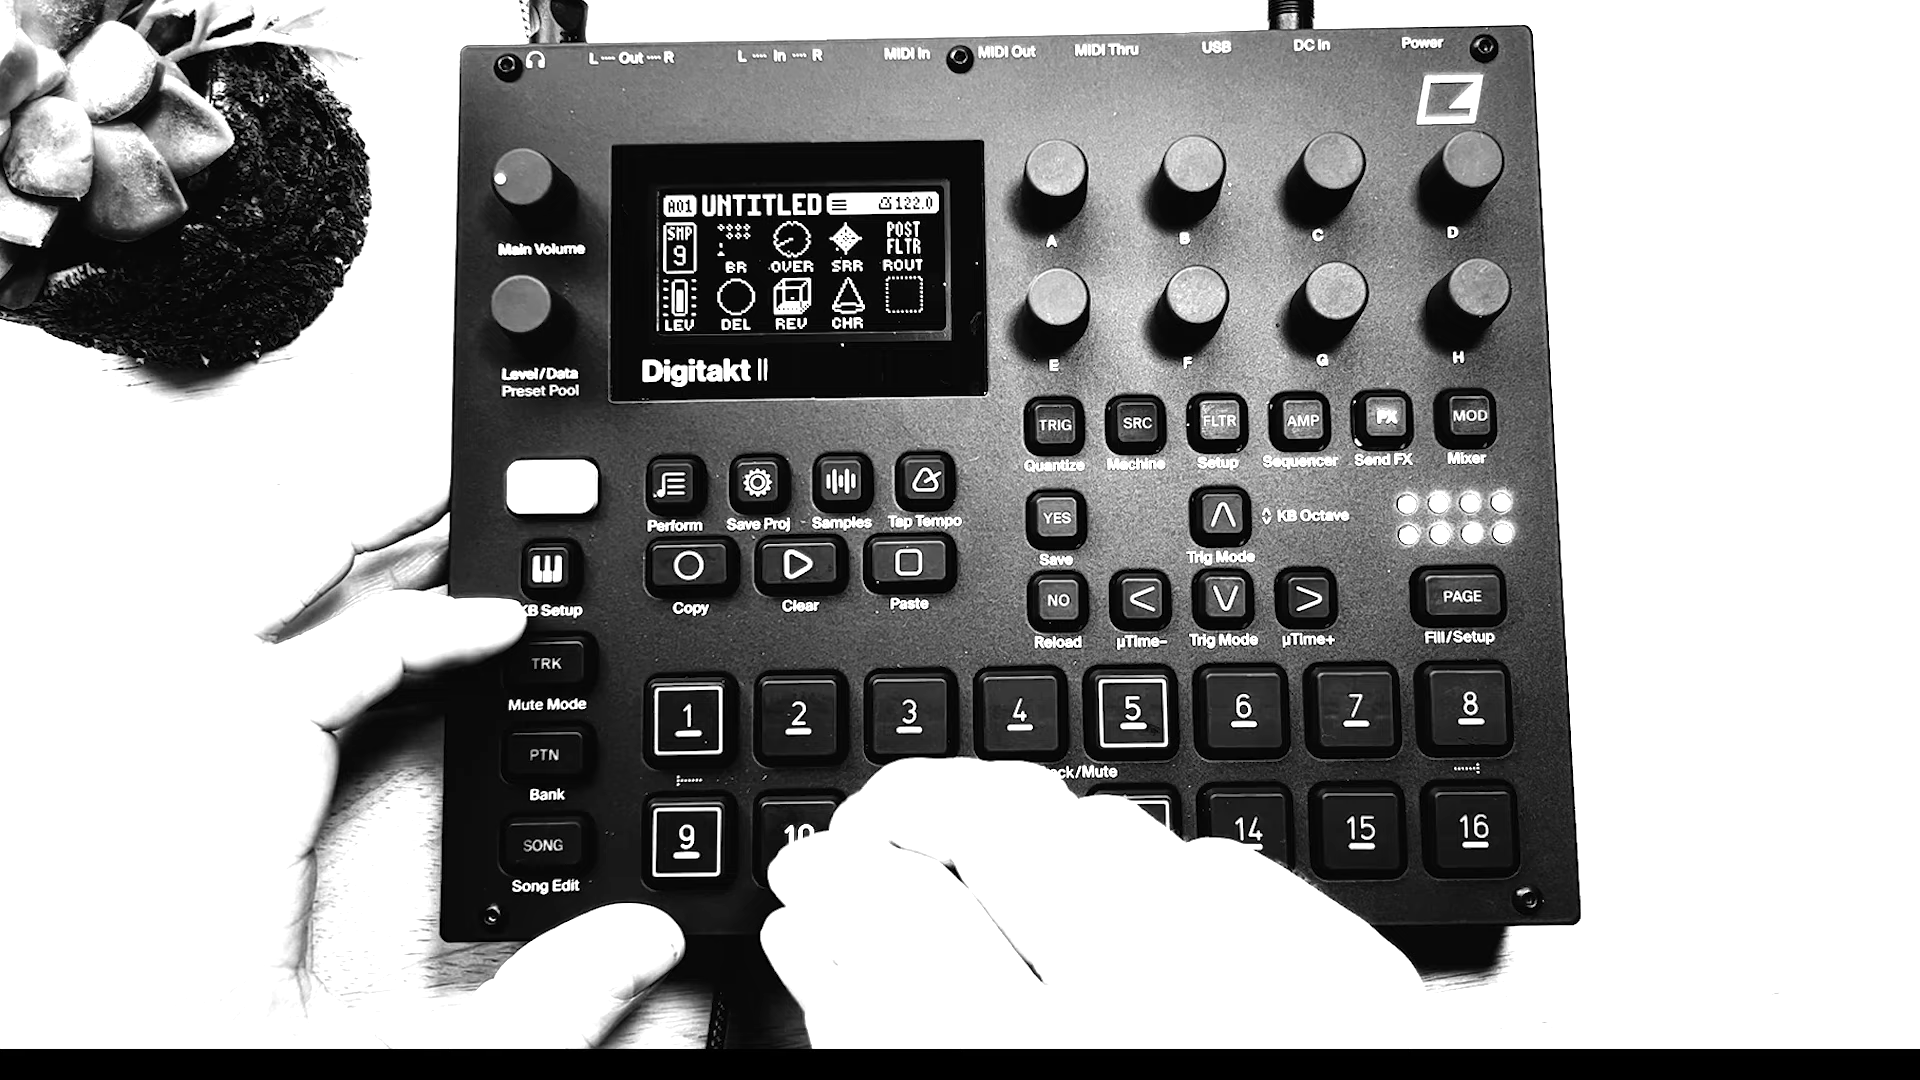 L Out R
L In R
MIDI In
MIDI Out
MIDI Thru
USB
DC In
Power
Main Volume
Level/Data
Preset Pool
A01 UNTITLED 122.0
SMP
9
BR OVER SRR POST FLTR ROUT
LEV DEL REV CHR
Digitakt II
A B C D
E F G H
TRIG SRC FLTR AMP FX MOD
Quantize Machine Setup Sequencer Send FX Mixer
Perform Save Proj Samples Tap Tempo
YES
Save
KB Octave
Trig Mode
Copy Clear Paste
NO
Reload μTime- Trig Mode μTime+
PAGE
Fill/Setup
KB Setup
TRK
Mute Mode
PTN
Bank
SONG
Song Edit
1 2 3 4 5 6 7 8
/Mute
9 10 14 15 16